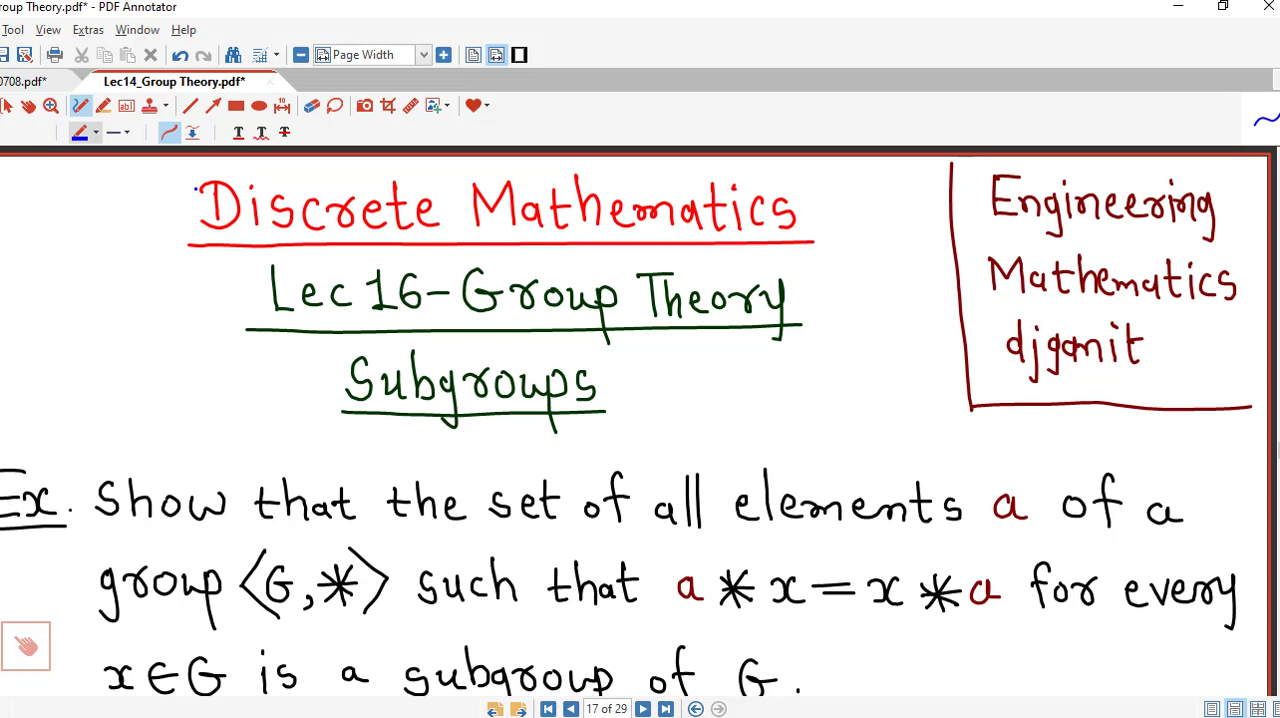 roup Theory.pdf* - PDF Annotator
Tool View Extras Window Help
Page Width
0708.pdf* Lec14_Group Theory.pdf*
Discrete Mathematics
Lec 16-Group Theory
Subgroups
Engineering
Mathematics
djganit
Ex. Show that the set of all elements a of a
group ⟨G,*⟩ such that a * x = x * a for every
x∈G is a subgroup of G.
17 of 29